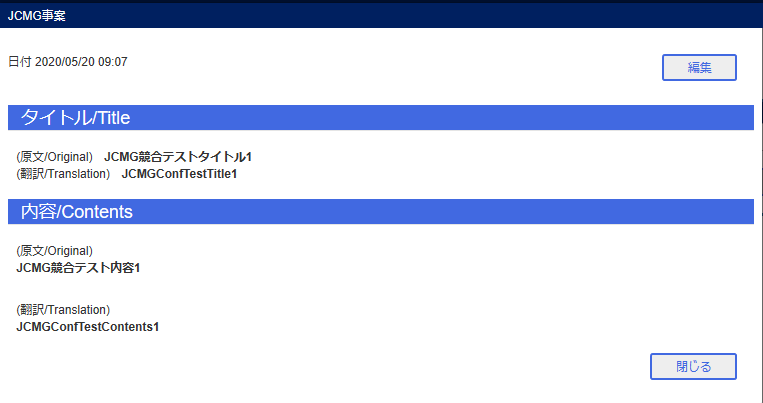 JCMG事案
日付 2020/05/20 09:07
編集
タイトル/Title
(原文/Original) JCMG競合テストタイトル1
(翻訳/Translation) JCMGConfTestTitle1
内容/Contents
(原文/Original)
JCMG競合テスト内容1
(翻訳/Translation)
JCMGConfTestContents1
閉じる